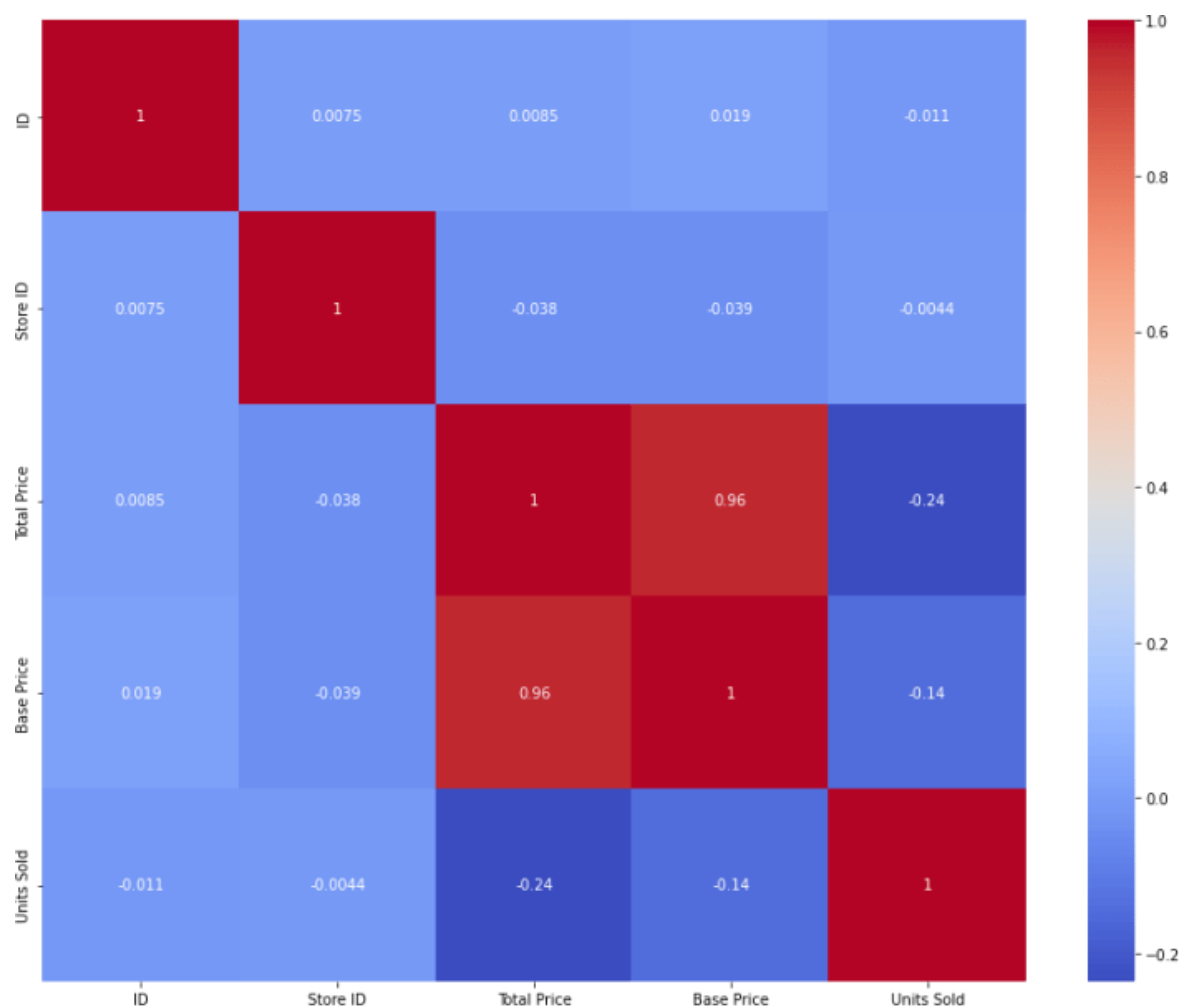 1.0
ID 1 0.0075 0.0085 0.019 -0.011
0.8
Store ID 0.0075 1 -0.038 -0.039 -0.0044
0.6
Total Price 0.0085 -0.038 1 0.96 -0.24
0.4
0.2
Base Price 0.019 -0.039 0.96 1 -0.14
0.0
Units Sold -0.011 -0.0044 -0.24 -0.14 1
−0.2
ID Store ID Total Price Base Price Units Sold